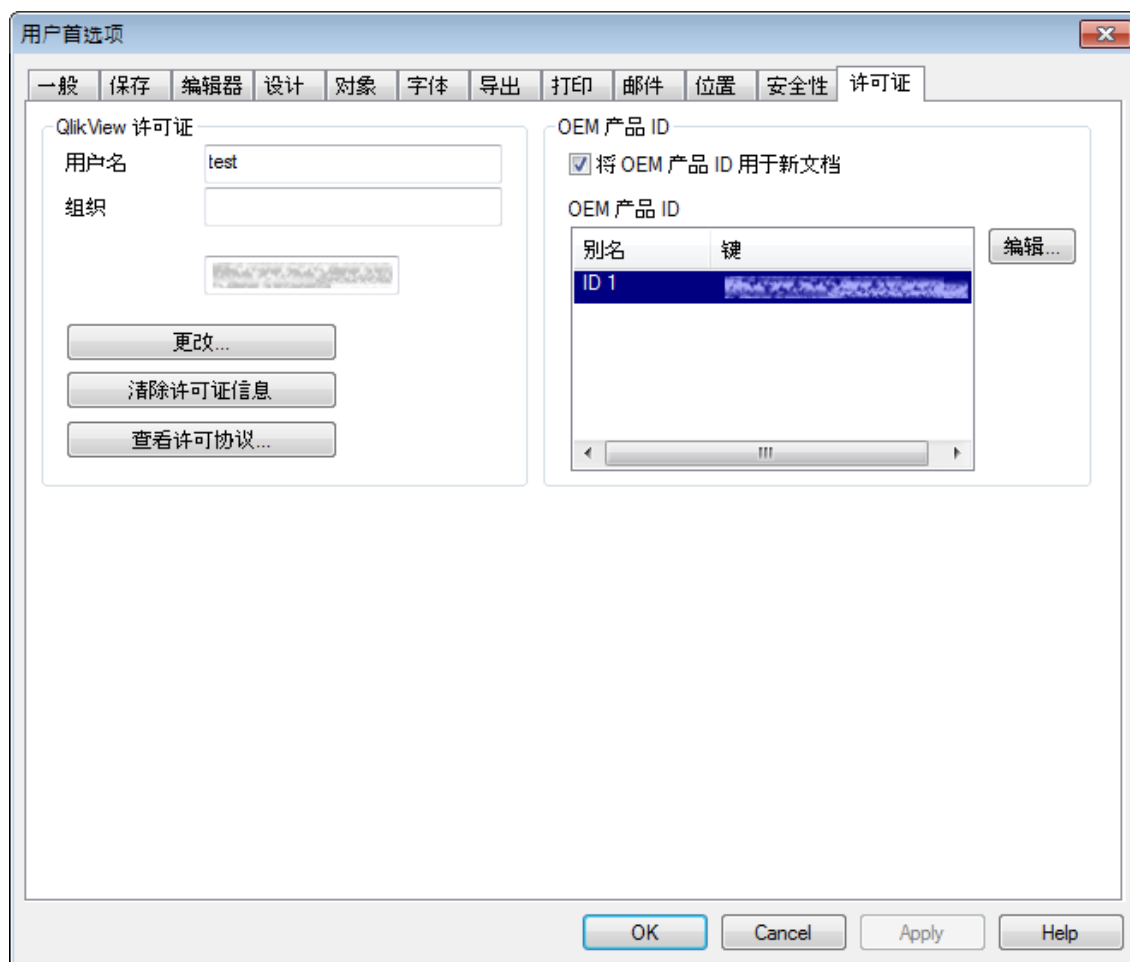 用户首选项
一般 保存 编辑器 设计 对象 字体 导出 打印 邮件 位置 安全性 许可证
QlikView 许可证
用户名 test
组织
更改...
清除许可证信息
查看许可协议...
OEM 产品 ID
将 OEM 产品 ID 用于新文档
OEM 产品 ID
别名 键
ID 1
编辑...
OK Cancel Apply Help